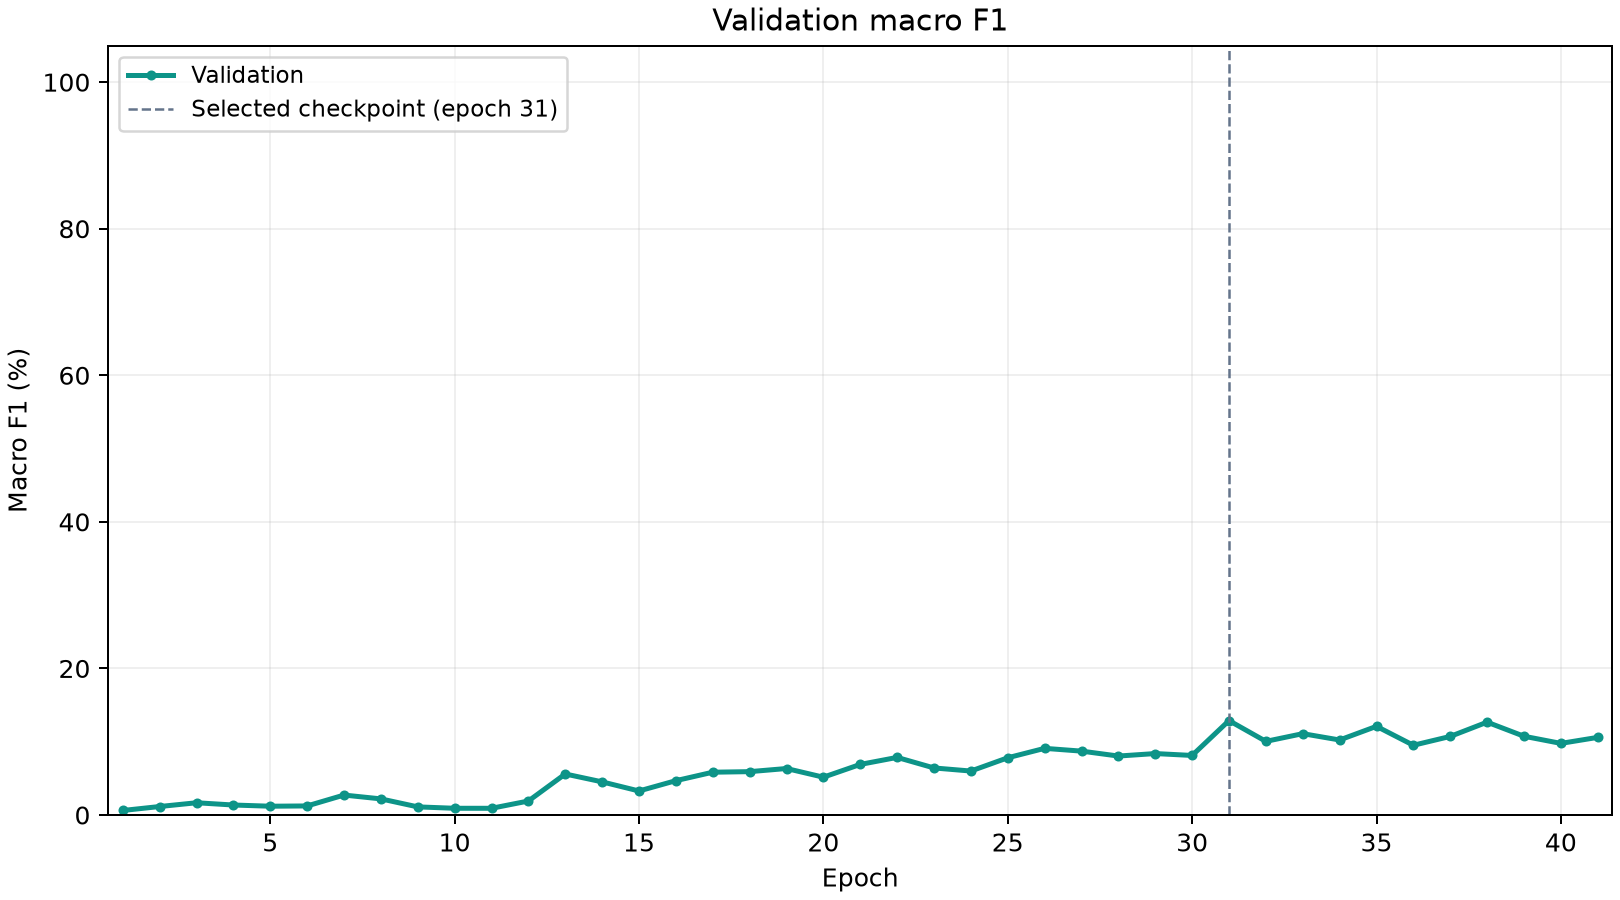 Validation macro F1
Validation
Selected checkpoint (epoch 31)
Macro F1 (%)
100
80
60
40
20
0
5 10 15 20 25 30 35 40
Epoch